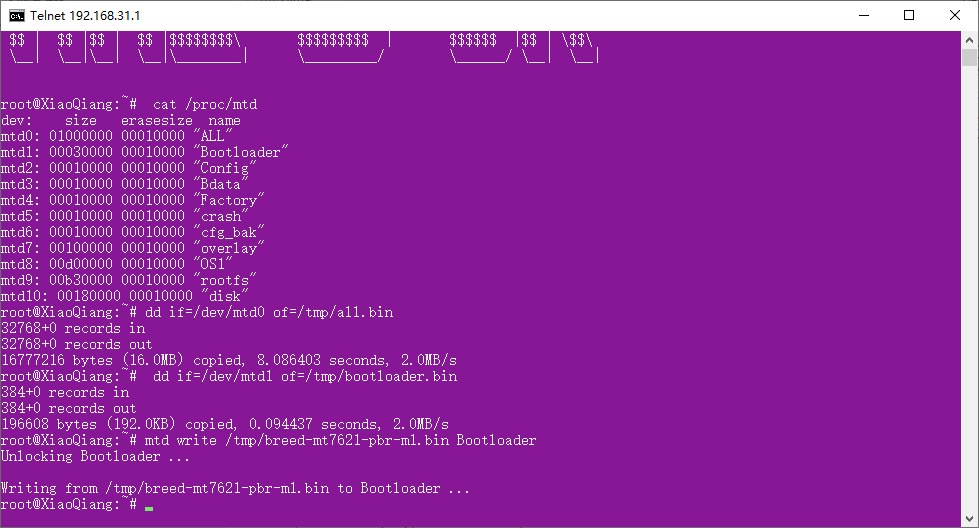 Telnet 192.168.31.1
$$ |  $$ |$$ |  $$ |$$$$$$$$\       $$$$$$$$$  |       $$$$$$  |$$ | \$$\
\__|  \__|\__|  \__|\________|      \_________/        \______/ \__|  \__|
root@XiaoQiang:~#  cat /proc/mtd
dev:    size   erasesize  name
mtd0: 01000000 00010000 "ALL"
mtd1: 00030000 00010000 "Bootloader"
mtd2: 00010000 00010000 "Config"
mtd3: 00010000 00010000 "Bdata"
mtd4: 00010000 00010000 "Factory"
mtd5: 00010000 00010000 "crash"
mtd6: 00010000 00010000 "cfg_bak"
mtd7: 00100000 00010000 "overlay"
mtd8: 00d00000 00010000 "OS1"
mtd9: 00b30000 00010000 "rootfs"
mtd10: 00180000 00010000 "disk"
root@XiaoQiang:~# dd if=/dev/mtd0 of=/tmp/all.bin
32768+0 records in
32768+0 records out
16777216 bytes (16.0MB) copied, 8.086403 seconds, 2.0MB/s
root@XiaoQiang:~#  dd if=/dev/mtd1 of=/tmp/bootloader.bin
384+0 records in
384+0 records out
196608 bytes (192.0KB) copied, 0.094437 seconds, 2.0MB/s
root@XiaoQiang:~# mtd write /tmp/breed-mt7621-pbr-m1.bin Bootloader
Unlocking Bootloader ...
Writing from /tmp/breed-mt7621-pbr-m1.bin to Bootloader ...
root@XiaoQiang:~#